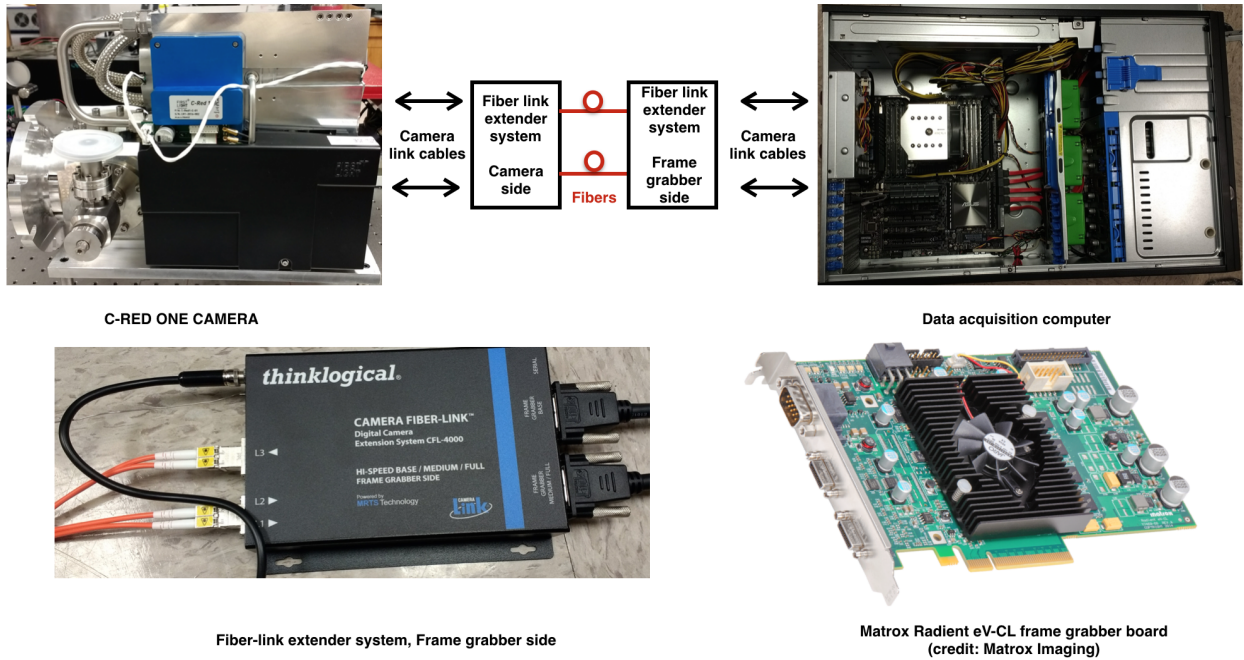 C-Red
Fiber link
extender
system
Camera
side
Fiber link
extender
system
Frame
grabber
side
Camera
link cables
Fibers
Camera
link cables
C-RED ONE CAMERA
Data acquisition computer
thinklogical®
CAMERA FIBER-LINK™
Digital Camera
Extension System CFL-4000
HI-SPEED BASE / MEDIUM / FULL
FRAME GRABBER SIDE
Powered by
MRTS Technology
CAMERA
Link
L3
L2
L1
SERIAL
FRAME
GRABBER
BASE
FRAME
GRABBER
MEDIUM / FULL
Fiber-link extender system, Frame grabber side
matrox
Matrox Radient eV-CL frame grabber board
(credit: Matrox Imaging)